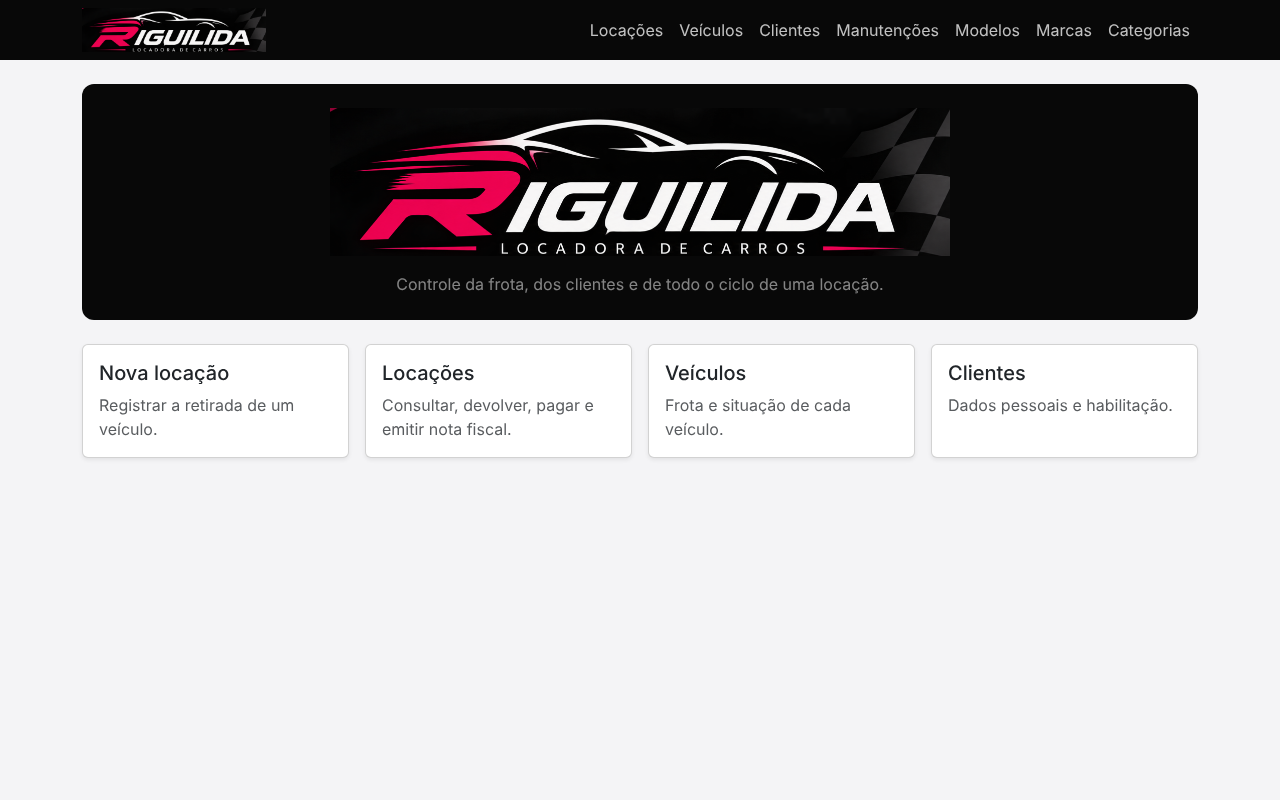 RIGUILIDA
LOCADORA DE CARROS
Locações Veículos Clientes Manutenções Modelos Marcas Categorias
RIGUILIDA
LOCADORA DE CARROS
Controle da frota, dos clientes e de todo o ciclo de uma locação.
Nova locação
Registrar a retirada de um
veículo.
Locações
Consultar, devolver, pagar e
emitir nota fiscal.
Veículos
Frota e situação de cada
veículo.
Clientes
Dados pessoais e habilitação.